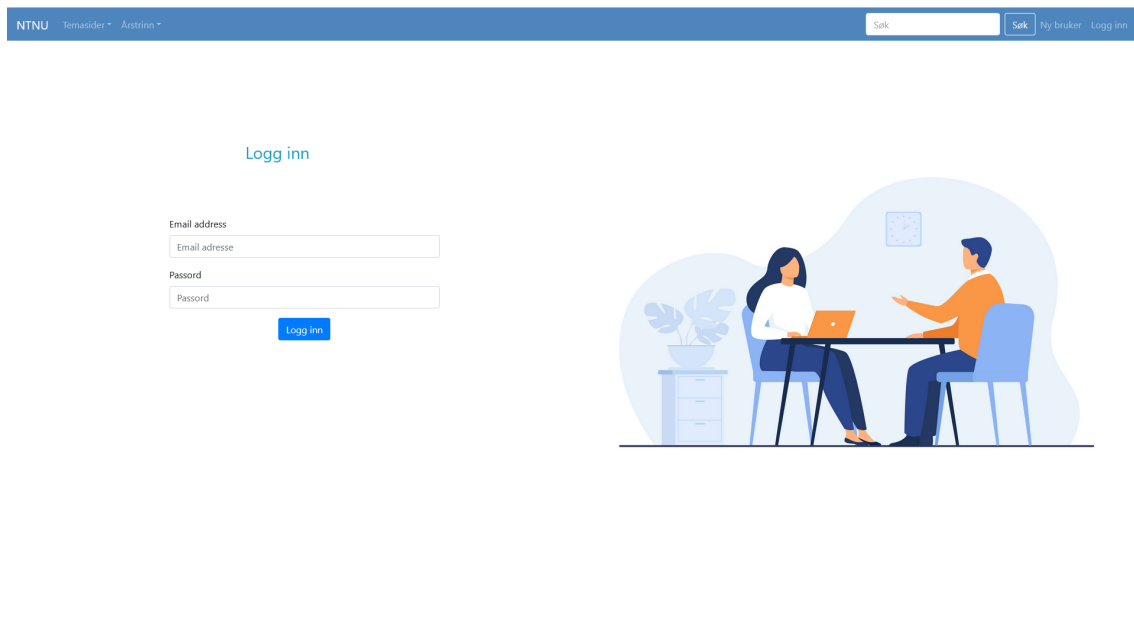 NTNU Temasider Årstrinn Søk Søk Ny bruker Logg inn
Logg inn
Email address
Email adresse
Passord
Passord
Logg inn